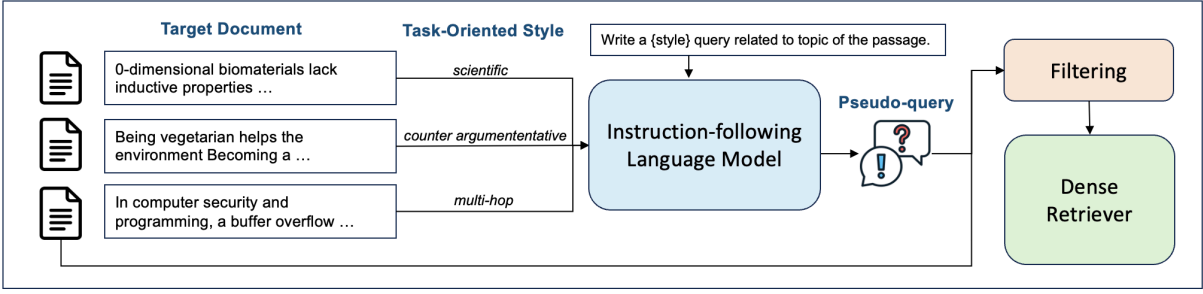 Target Document
Task-Oriented Style
Write a {style} query related to topic of the passage.
0-dimensional biomaterials lack
inductive properties ...
scientific
Being vegetarian helps the
environment Becoming a ...
counter argumententative
In computer security and
programming, a buffer overflow ...
multi-hop
Instruction-following
Language Model
Pseudo-query
?
!
Filtering
Dense
Retriever